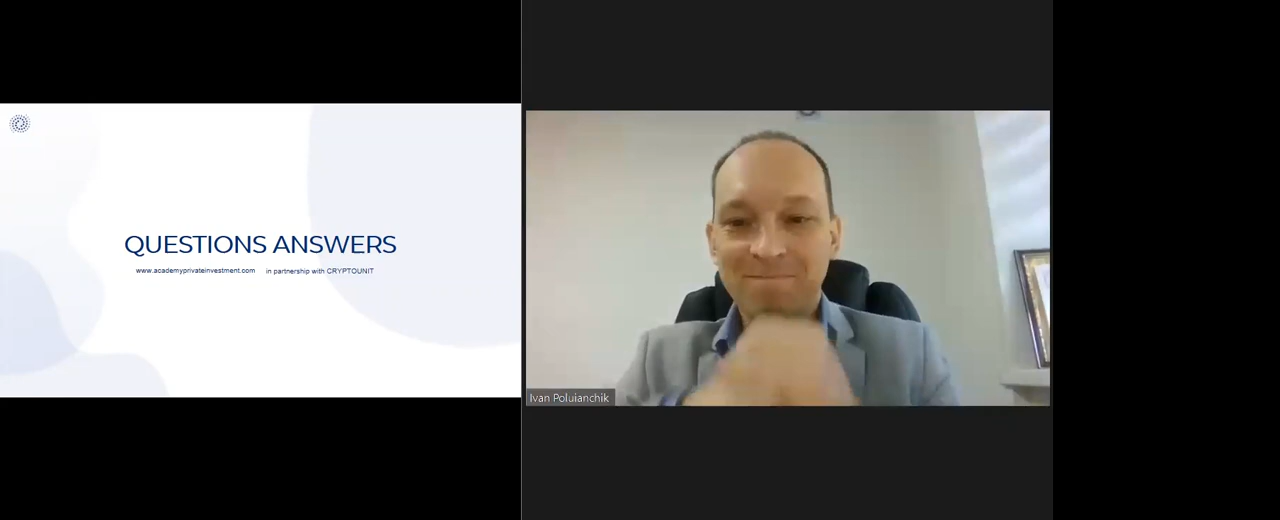 QUESTIONS ANSWERS
www.academyprivateinvestment.com in partnership with CRYPTOUNIT
Ivan Poluianchik